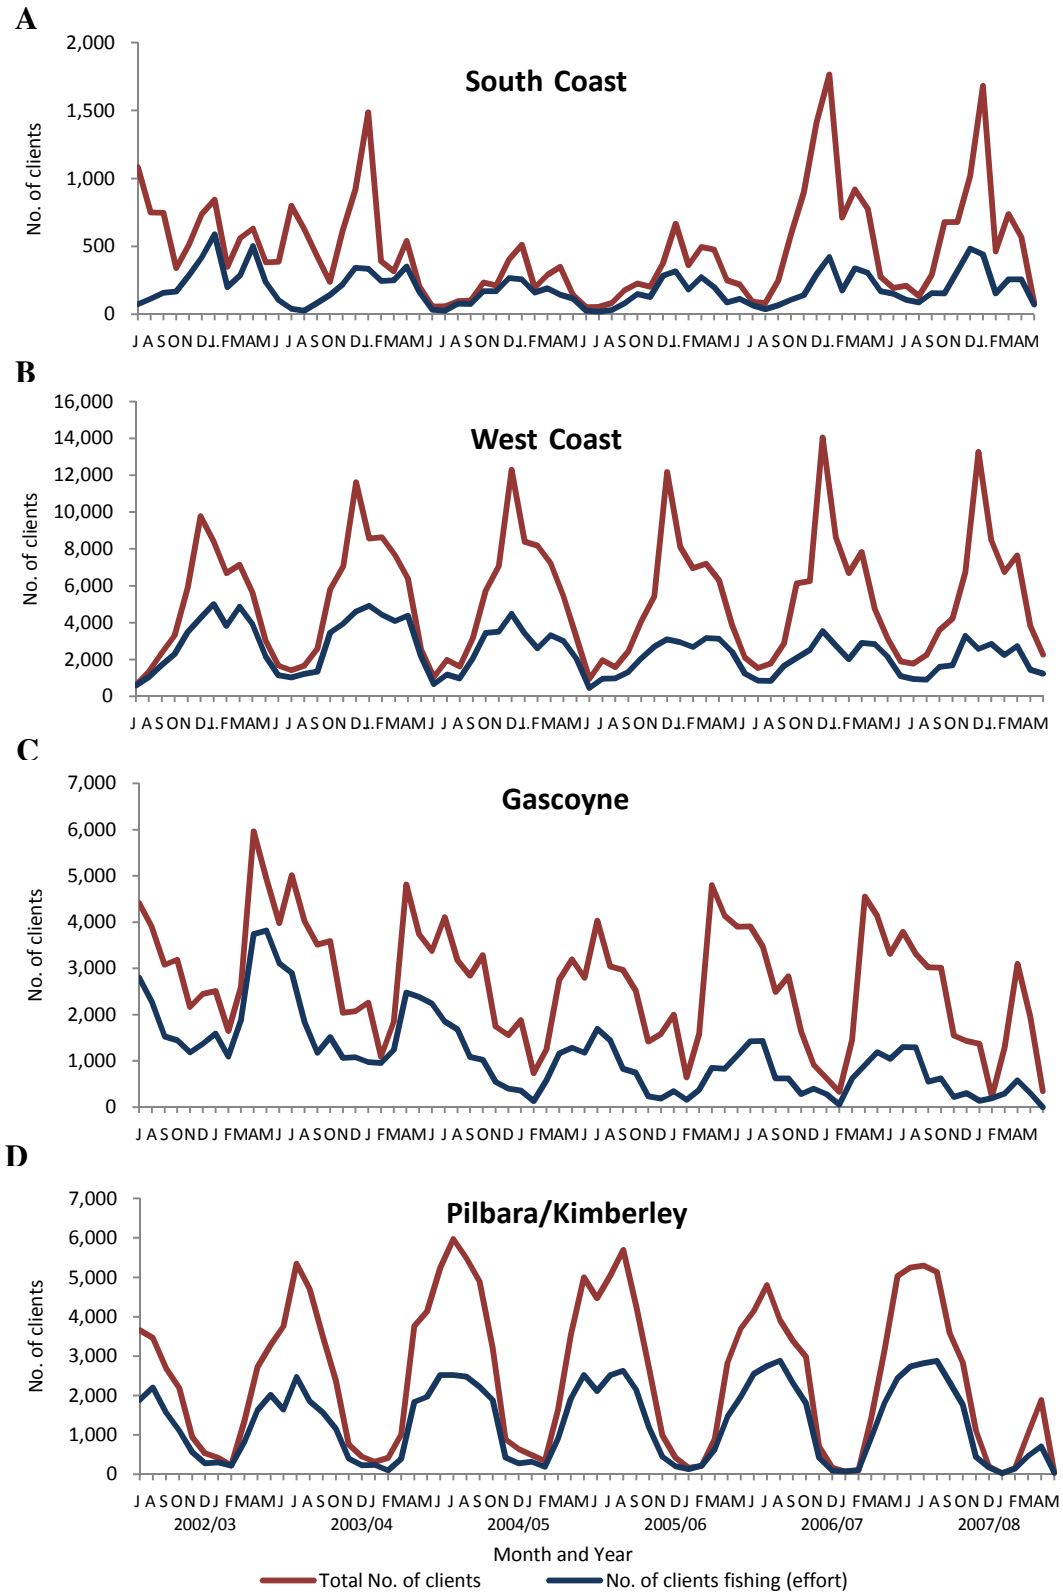 A
2,000
South Coast
1,500
1,000
500
0
No. of clients
J A S O N D J F M A M J J A S O N D J F M A M J J A S O N D J F M A M J J A S O N D J F M A M J J A S O N D J F M A M J J A S O N D J F M A M
B
16,000
West Coast
14,000
12,000
10,000
8,000
6,000
4,000
2,000
0
No. of clients
J A S O N D J F M A M J J A S O N D J F M A M J J A S O N D J F M A M J J A S O N D J F M A M J J A S O N D J F M A M J J A S O N D J F M A M
C
7,000
Gascoyne
6,000
5,000
4,000
3,000
2,000
1,000
0
No. of clients
J A S O N D J F M A M J J A S O N D J F M A M J J A S O N D J F M A M J J A S O N D J F M A M J J A S O N D J F M A M J J A S O N D J F M A M
D
7,000
Pilbara/Kimberley
6,000
5,000
4,000
3,000
2,000
1,000
0
No. of clients
J A S O N D J F M A M J J A S O N D J F M A M J J A S O N D J F M A M J J A S O N D J F M A M J J A S O N D J F M A M J J A S O N D J F M A M
2002/03 2003/04 2004/05 2005/06 2006/07 2007/08
Month and Year
Total No. of clients No. of clients fishing (effort)